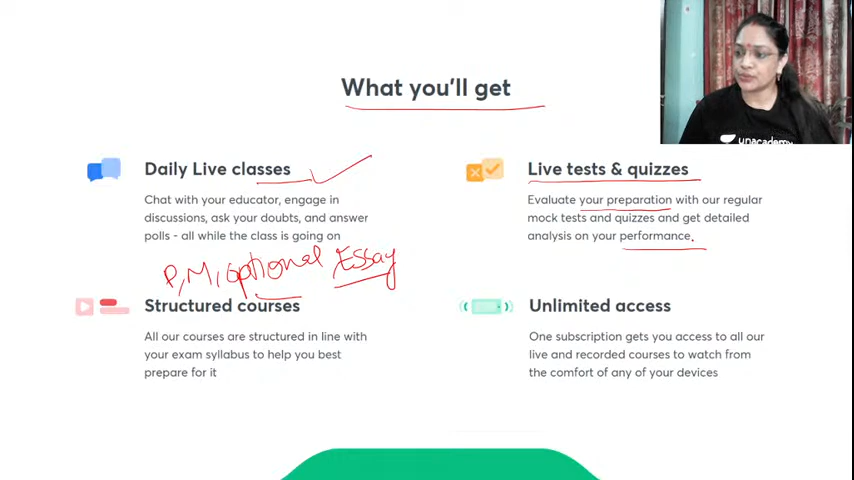 What you'll get
unacademy
Daily Live classes
Chat with your educator, engage in
discussions, ask your doubts, and answer
polls - all while the class is going on
Live tests & quizzes
Evaluate your preparation with our regular
mock tests and quizzes and get detailed
analysis on your performance.
P, M, optional Essay
Structured courses
All our courses are structured in line with
your exam syllabus to help you best
prepare for it
Unlimited access
One subscription gets you access to all our
live and recorded courses to watch from
the comfort of any of your devices